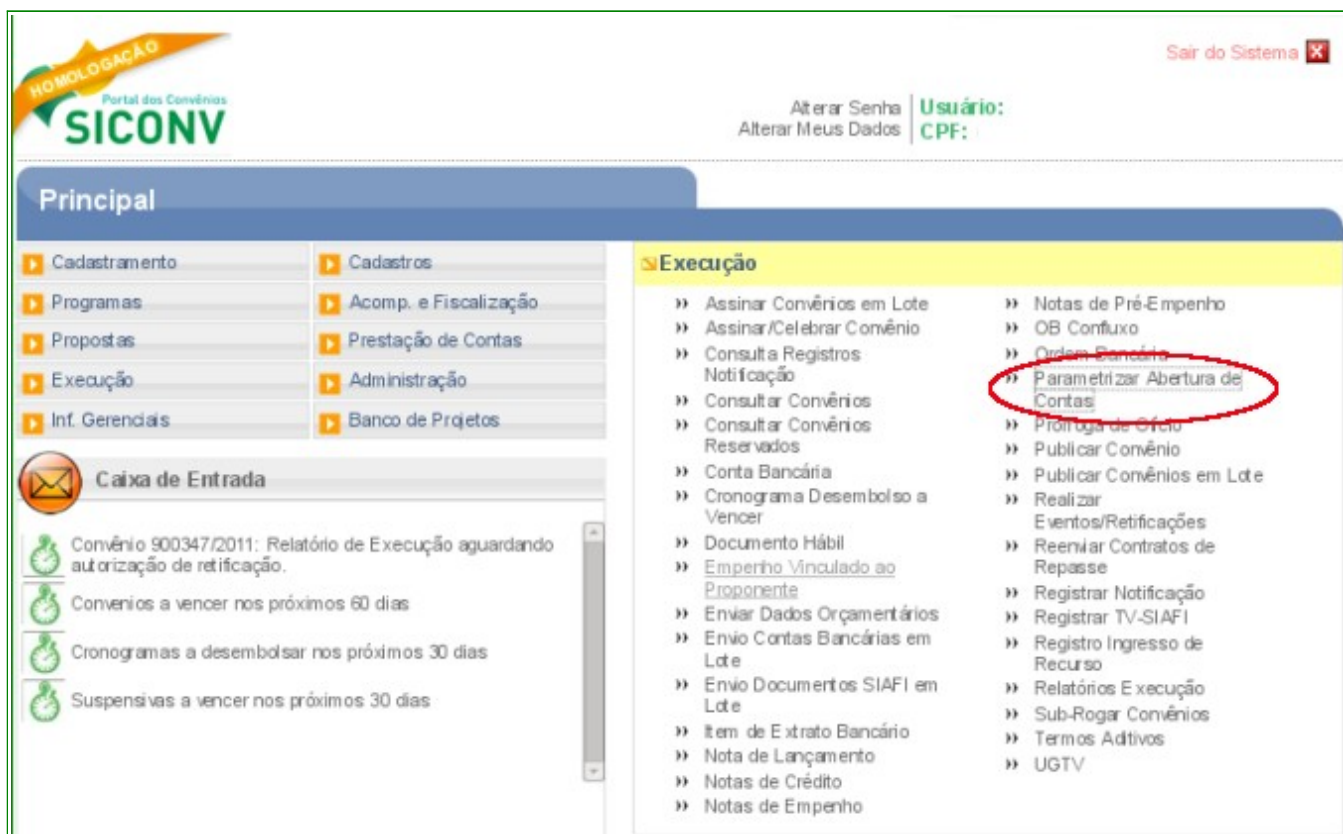 HOMOLOGAÇÃO
Portal dos Convênios
SICONV
Sair do Sistema
Alterar Senha
Alterar Meus Dados
Usuário:
CPF:
Principal
Cadastramento
Cadastros
Programas
Acomp. e Fiscalização
Propostas
Prestação de Contas
Execução
Administração
Inf. Gerenciais
Banco de Projetos
Caixa de Entrada
Convênio 900347/2011: Relatório de Execução aguardando
autorização de retificação.
Convenios a vencer nos próximos 60 dias
Cronogramas a desembolsar nos próximos 30 dias
Suspensivas a vencer nos próximos 30 dias
Execução
Assinar Convênios em Lote
Assinar/Celebrar Convênio
Consulta Registros
Notificação
Consultar Convênios
Consultar Convênios
Reservados
Conta Bancária
Cronograma Desembolso a
Vencer
Documento Hábil
Empenho Vinculado ao
Proponente
Enviar Dados Orçamentários
Envio Contas Bancárias em
Lote
Envio Documentos SIAFI em
Lote
Item de Extrato Bancário
Nota de Lançamento
Notas de Crédito
Notas de Empenho
Notas de Pré-Empenho
OB Confluxo
Ordem Bancária
Parametrizar Abertura de
Contas
Prorroga de Ofício
Publicar Convênio
Publicar Convênios em Lote
Realizar
Eventos/Retificações
Reenviar Contratos de
Repasse
Registrar Notificação
Registrar TV-SIAFI
Registro Ingresso de
Recurso
Relatórios Execução
Sub-Rogar Convênios
Termos Aditivos
UGTV